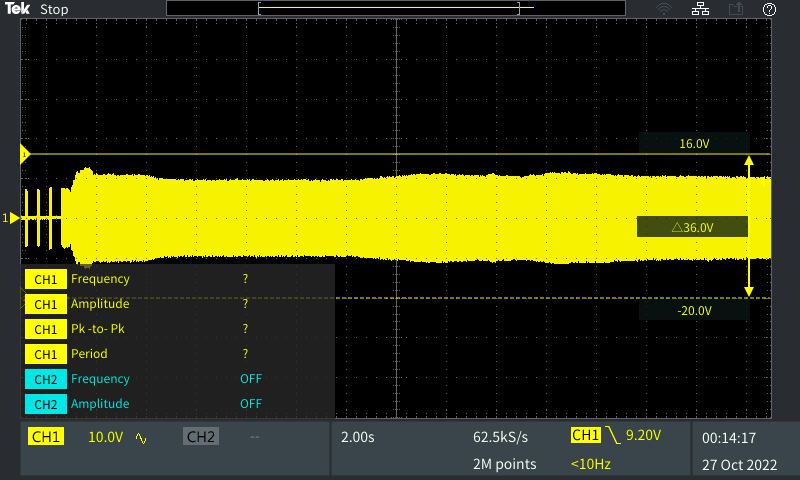 Tek Stop
16.0V
△36.0V
-20.0V
1
1
CH1 Frequency ?
CH1 Amplitude ?
CH1 Pk -to- Pk ?
CH1 Period ?
CH2 Frequency OFF
CH2 Amplitude OFF
CH1 10.0V CH2 -- 2.00s 62.5kS/s CH1 9.20V 00:14:17
2M points <10Hz 27 Oct 2022